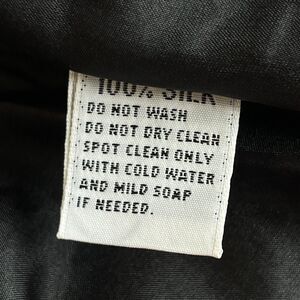 100% SILK
DO NOT WASH
DO NOT DRY CLEAN
SPOT CLEAN ONLY
WITH COLD WATER
AND MILD SOAP
IF NEEDED.